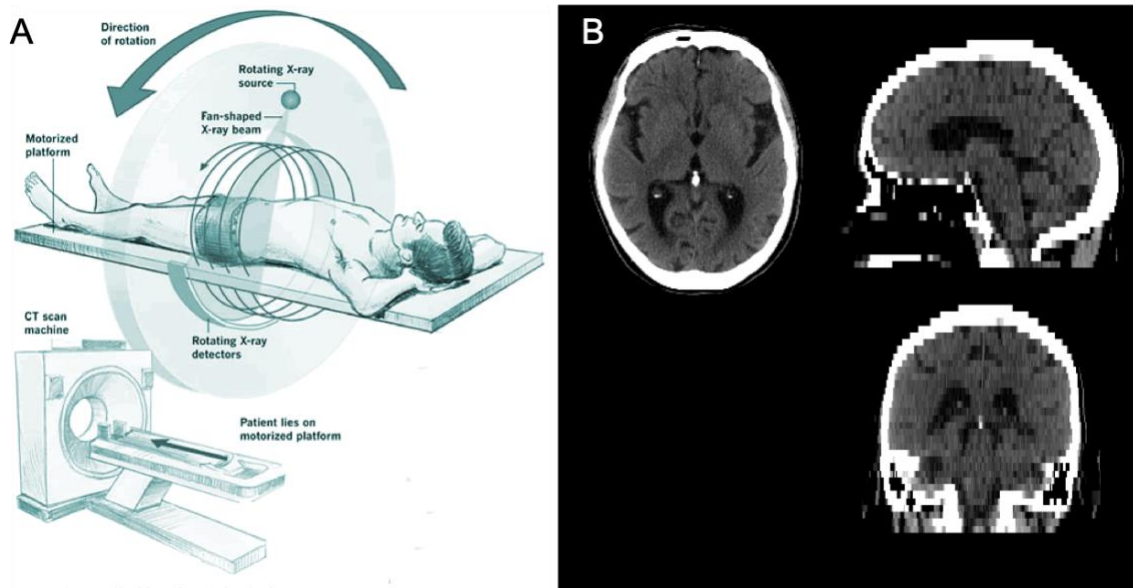 A
Direction
of rotation
Rotating X-ray
source
Fan-shaped
X-ray beam
Motorized
platform
CT scan
machine
Rotating X-ray
detectors
Patient lies on
motorized platform
B